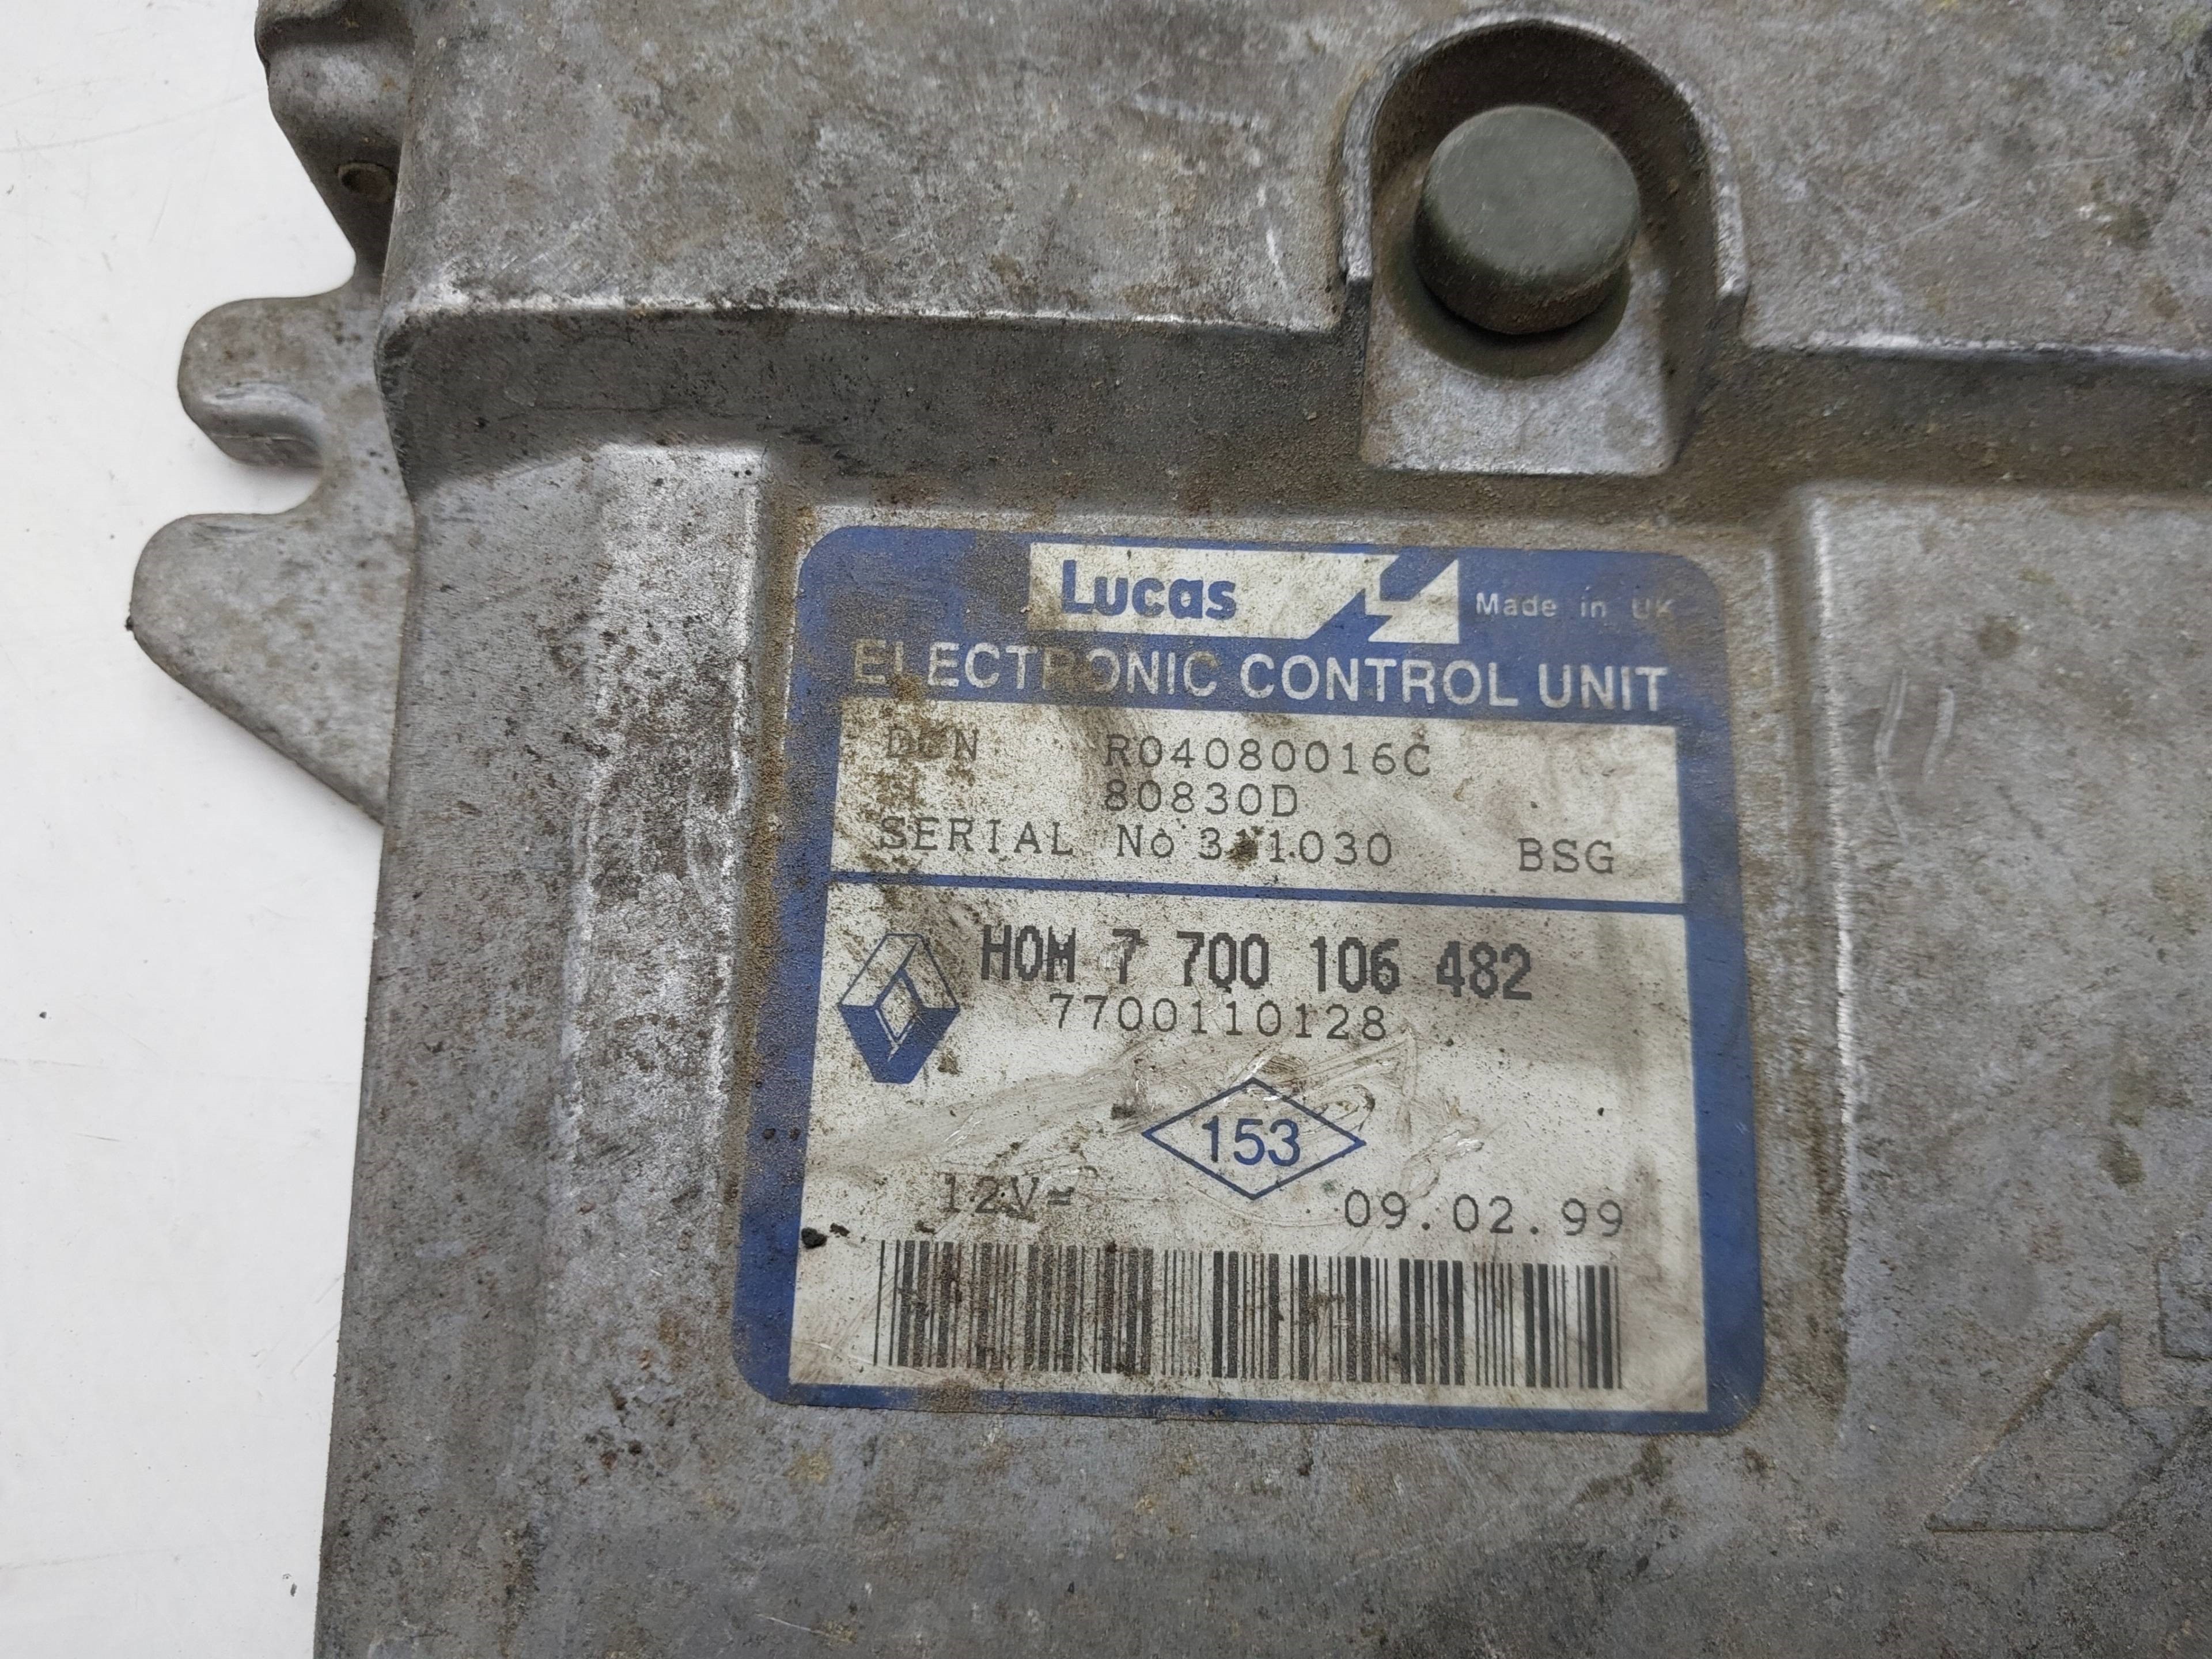 Lucas Made in UK
ELECTRONIC CONTROL UNIT
R04080016C
80830D
SERIAL No BSG
HOM 7 700 106 482
7700110128
153
12V=
09.02.99